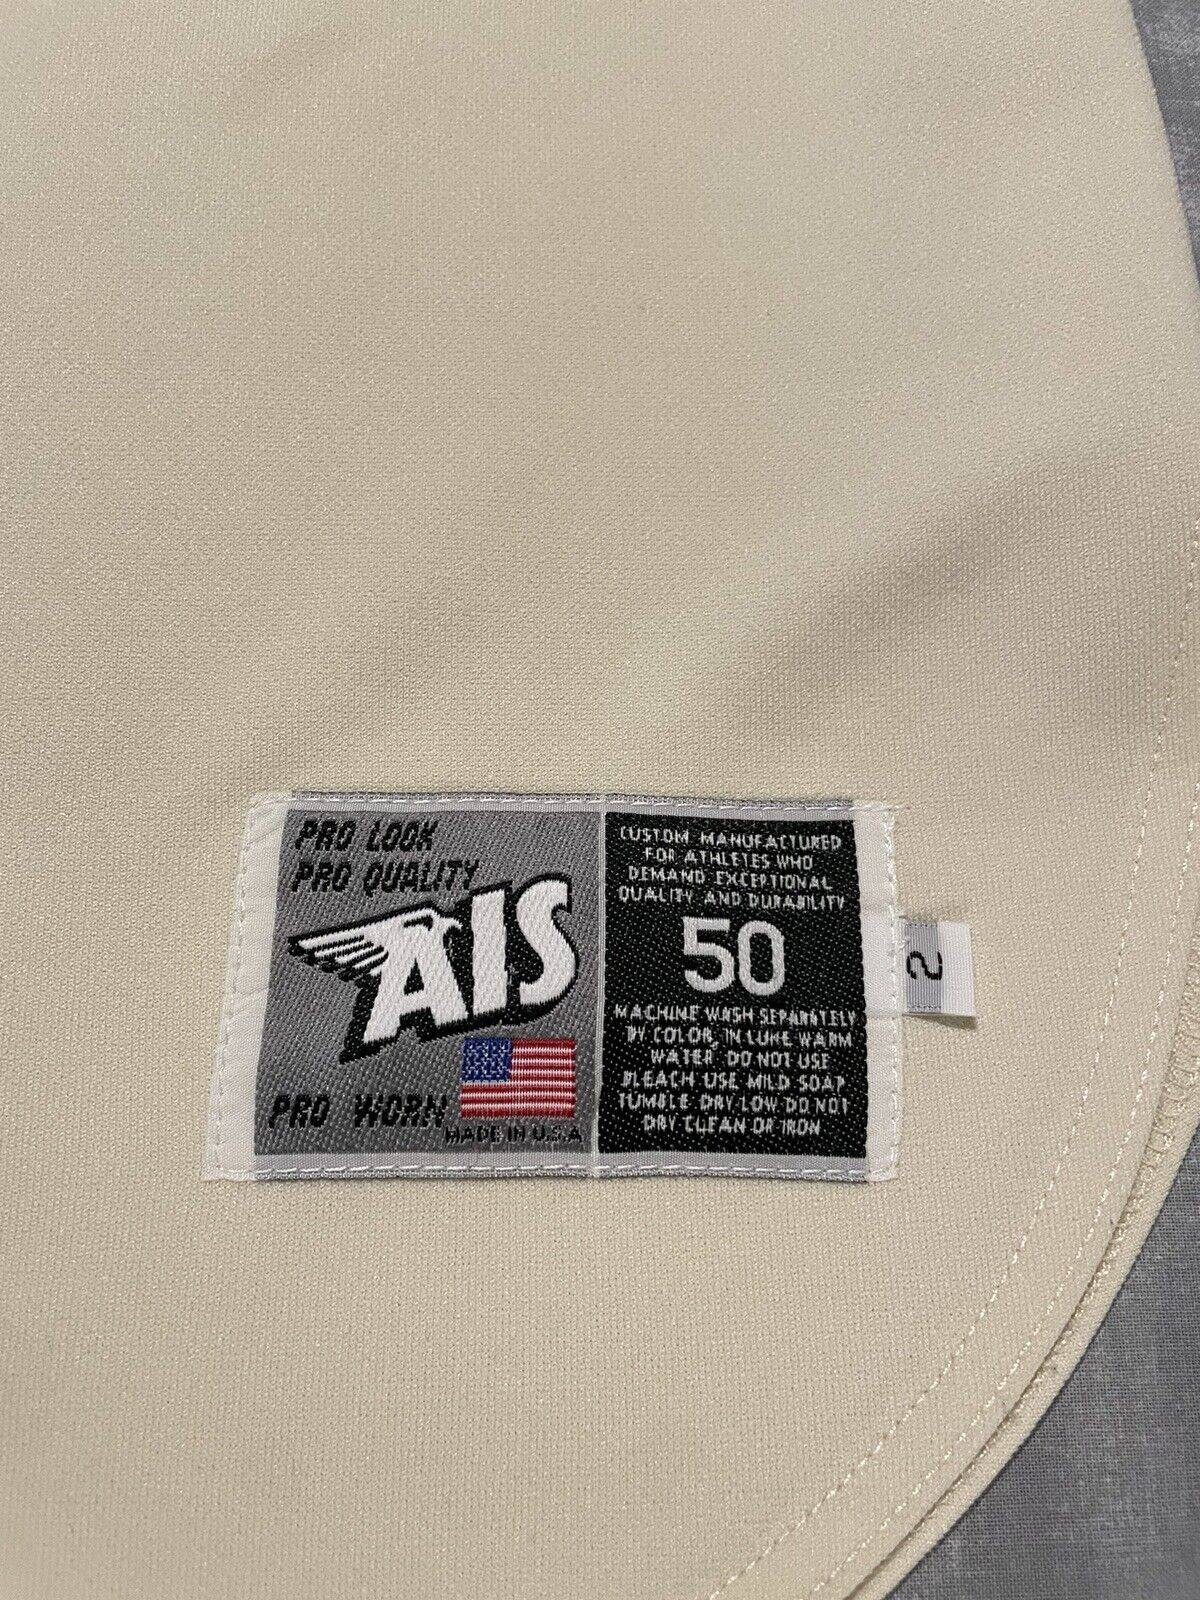 PRO LOOK
PRO QUALITY
AIS
PRO WORN
MADE IN U.S.A
CUSTOM MANUFACTURED
FOR ATHLETES WHO
DEMAND EXCEPTIONAL
QUALITY AND DURABILITY
50
MACHINE WASH SEPARATELY
BY COLOR, IN LUKE WARM
WATER. DO NOT USE
BLEACH USE MILD SOAP
TUMBLE DRY LOW DO NOT
DRY CLEAN OR IRON
2